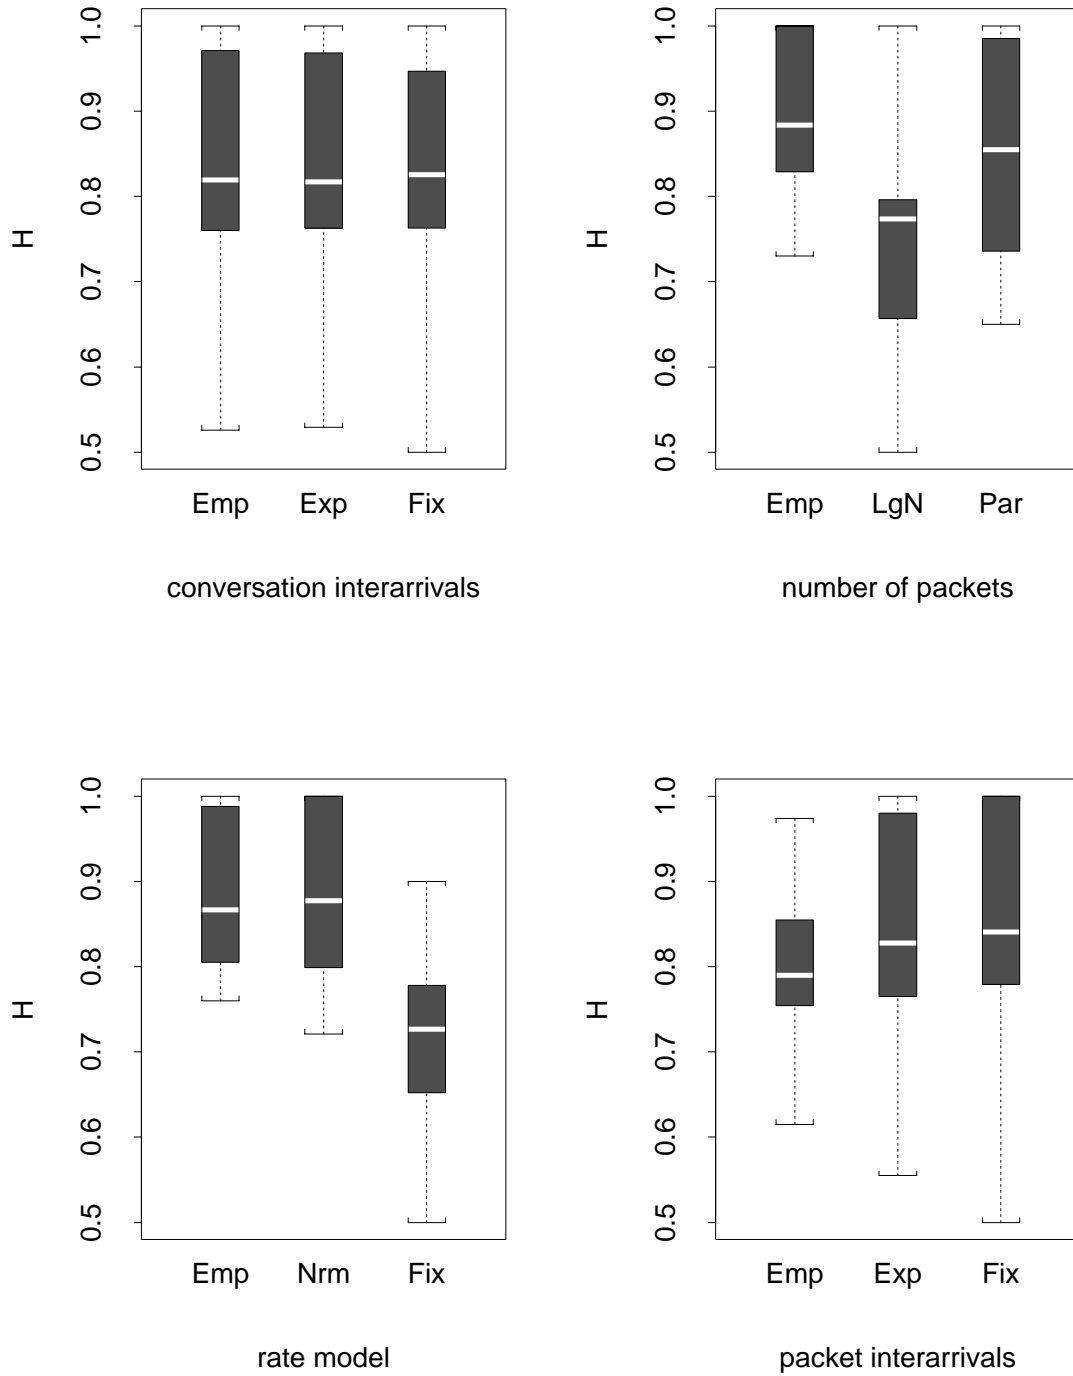 H
0.5 0.6 0.7 0.8 0.9 1.0
Emp Exp Fix
conversation interarrivals
H
0.5 0.6 0.7 0.8 0.9 1.0
Emp LgN Par
number of packets
H
0.5 0.6 0.7 0.8 0.9 1.0
Emp Nrm Fix
rate model
H
0.5 0.6 0.7 0.8 0.9 1.0
Emp Exp Fix
packet interarrivals